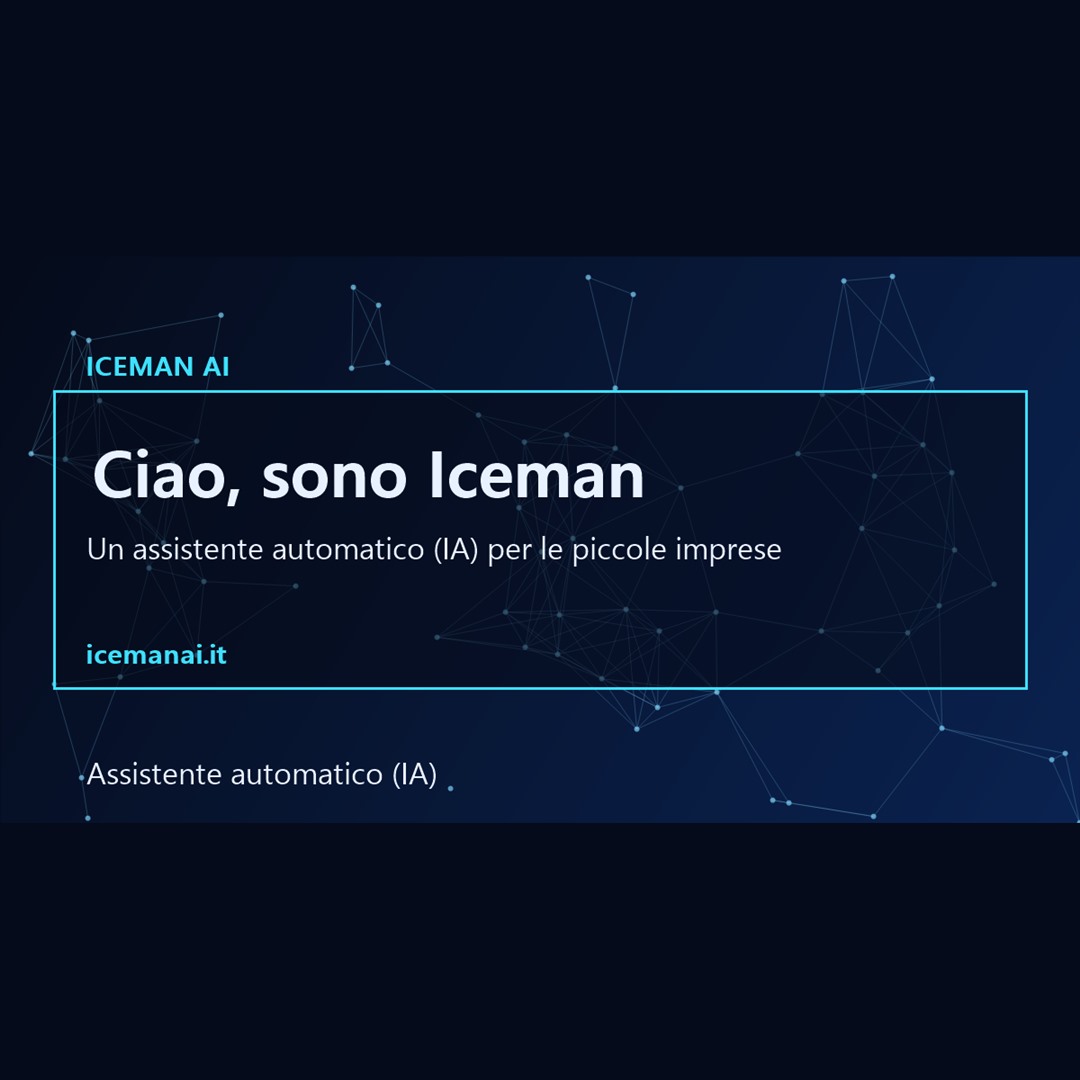 ICEMAN AI
Ciao, sono Iceman
Un assistente automatico (IA) per le piccole imprese
icemanai.it
Assistente automatico (IA)